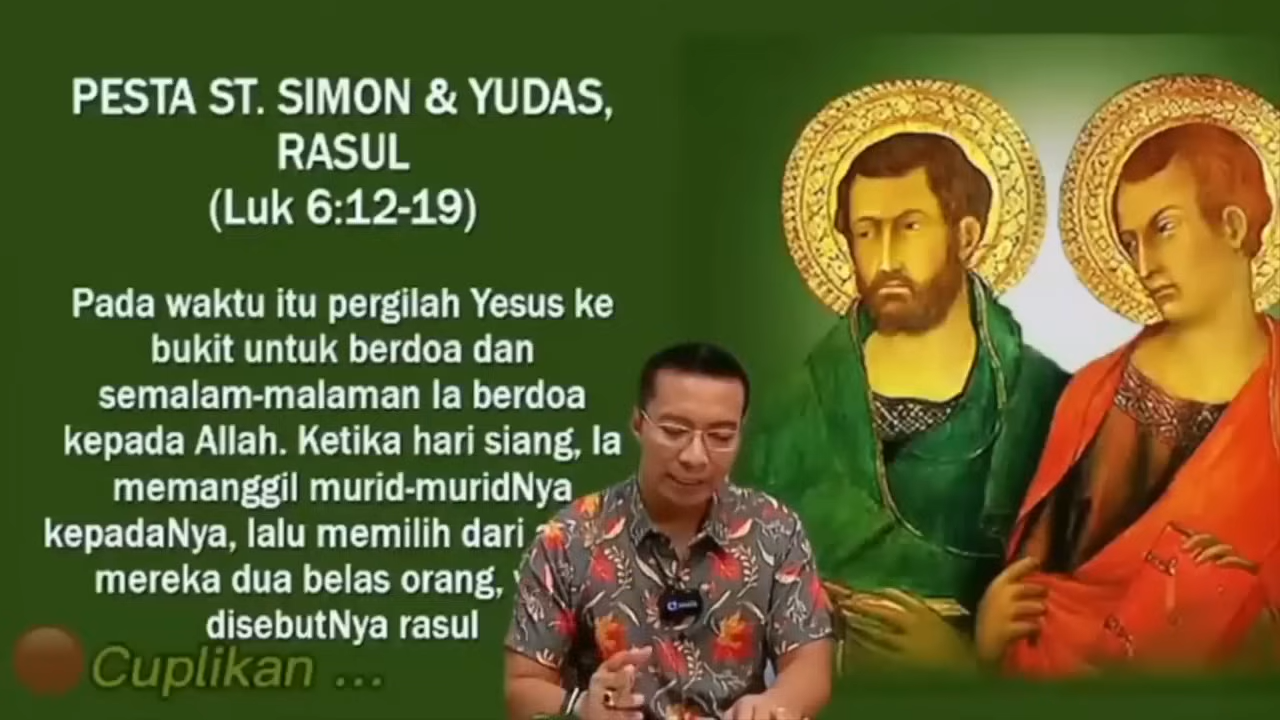 PESTA ST. SIMON & YUDAS,
RASUL
(Luk 6:12-19)
Pada waktu itu pergilah Yesus ke
bukit untuk berdoa dan
semalam-malaman Ia berdoa
kepada Allah. Ketika hari siang, Ia
memanggil murid-muridNya
kepadaNya, lalu memilih dari
mereka dua belas orang,
disebutNya rasul
Cuplikan ...